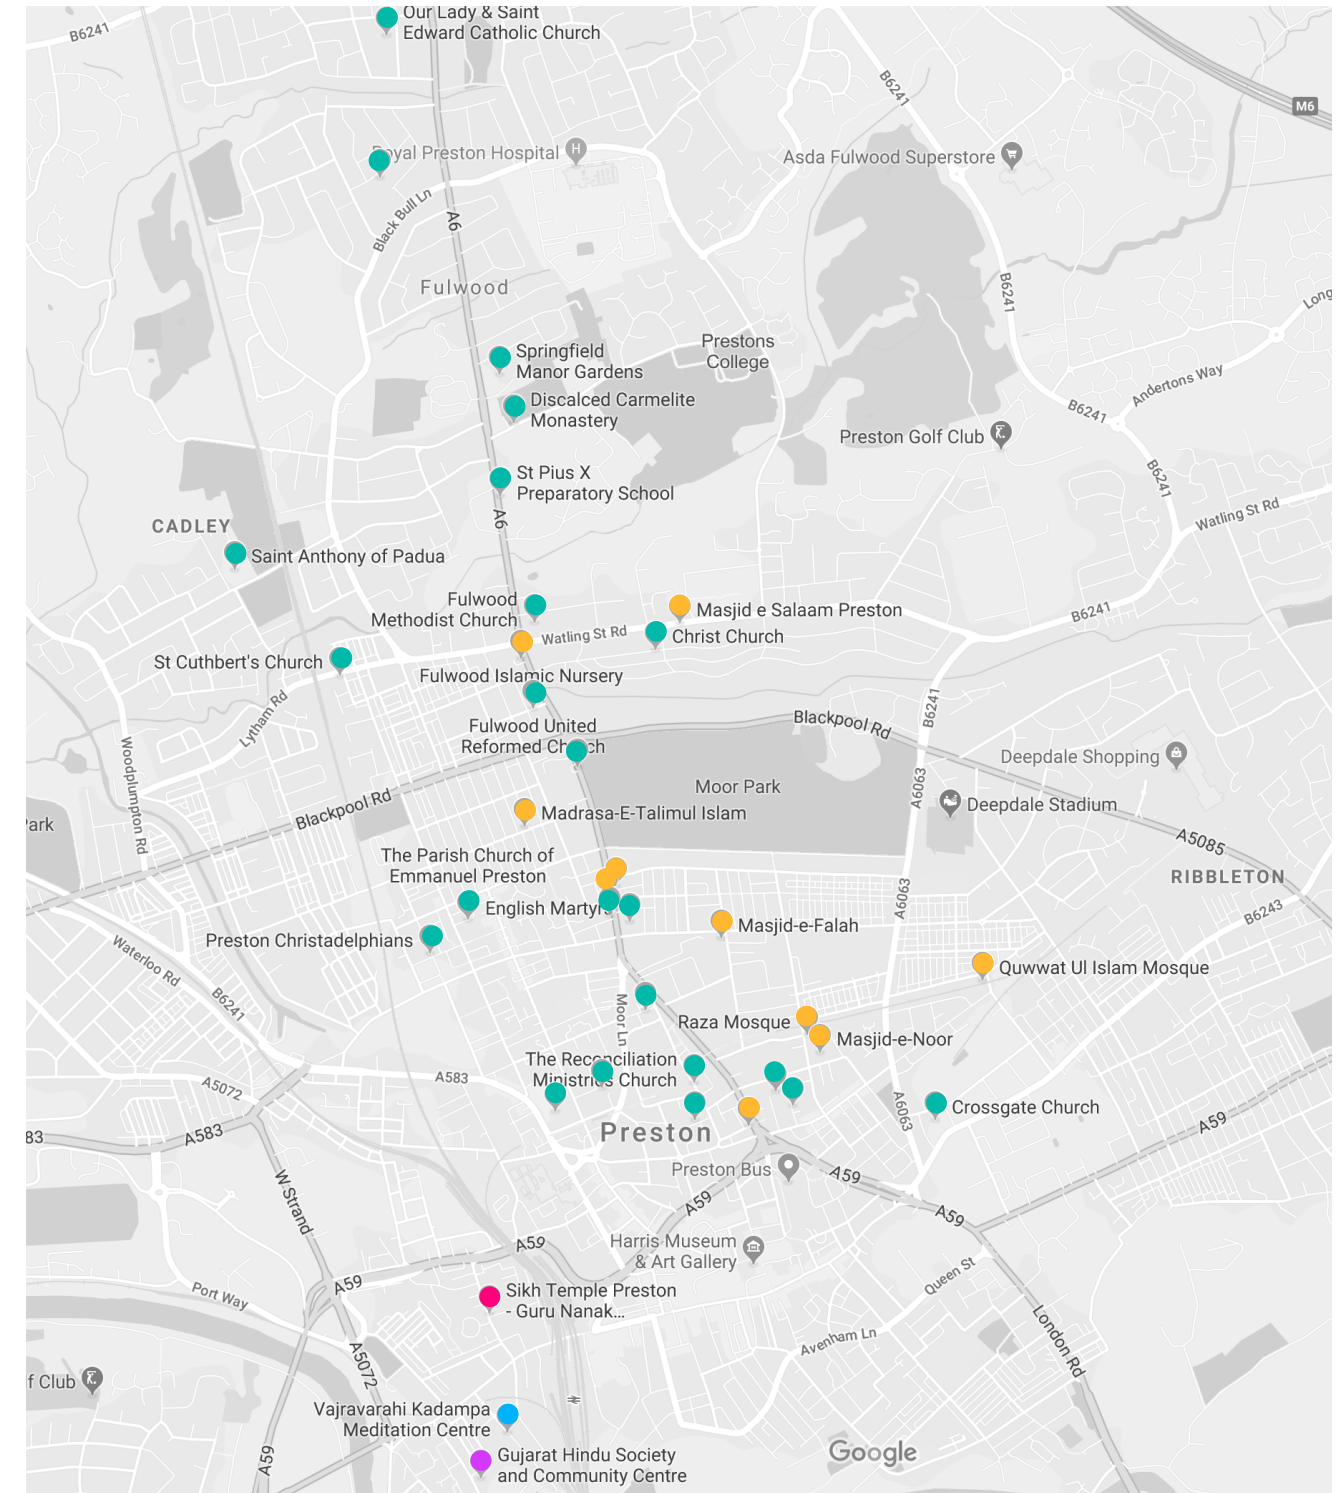 Our Lady & Saint
Edward Catholic Church
B6241
B6241
M6
Royal Preston Hospital
H
Asda Fulwood Superstore
Black Bull Ln
A6
Fulwood
B6241
Long
Springfield
Manor Gardens
Prestons
College
Discalced Carmelite
Monastery
Andertons Way
B6241
Preston Golf Club
St Pius X
Preparatory School
B6241
A6
Watling St Rd
CADLEY
Saint Anthony of Padua
Fulwood
Methodist Church
Masjid e Salaam Preston
B6241
Watling St Rd
Christ Church
St Cuthbert's Church
Fulwood Islamic Nursery
B6241
Lytham Rd
Fulwood United
Reformed Church
Blackpool Rd
Deepdale Shopping
Woodplumpton Rd
Moor Park
A6063
Deepdale Stadium
Blackpool Rd
Madrasa-E-Talimul Islam
Park
A5085
The Parish Church of
Emmanuel Preston
RIBBLETON
A6063
English Martyrs
B6243
Masjid-e-Falah
Preston Christadelphians
Waterloo Rd
Quwwat Ul Islam Mosque
B6241
Moor Ln
Raza Mosque
Masjid-e-Noor
The Reconciliation
Ministries Church
A583
A5072
A6063
Crossgate Church
83
A583
Preston
A59
Preston Bus
A59
W Strand
A59
A59
Harris Museum
& Art Gallery
A59
Queen St
A59
Port Way
Sikh Temple Preston
- Guru Nanak...
London Rd
Avenham Ln
A5072
f Club
Vajravarahi Kadampa
Meditation Centre
A59
Google
Gujarat Hindu Society
and Community Centre